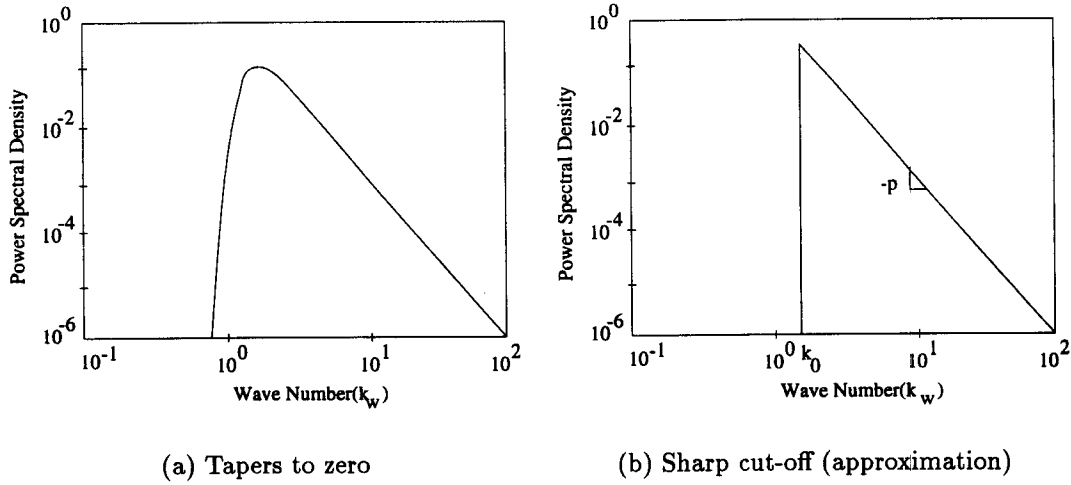 10^0
10^-2
10^-4
10^-6
Power Spectral Density
10^-1
10^0
10^1
10^2
Wave Number(k_w)
(a) Tapers to zero
10^0
10^-2
10^-4
10^-6
Power Spectral Density
-p
10^-1
10^0 k_0
10^1
10^2
Wave Number(k_w)
(b) Sharp cut-off (approximation)